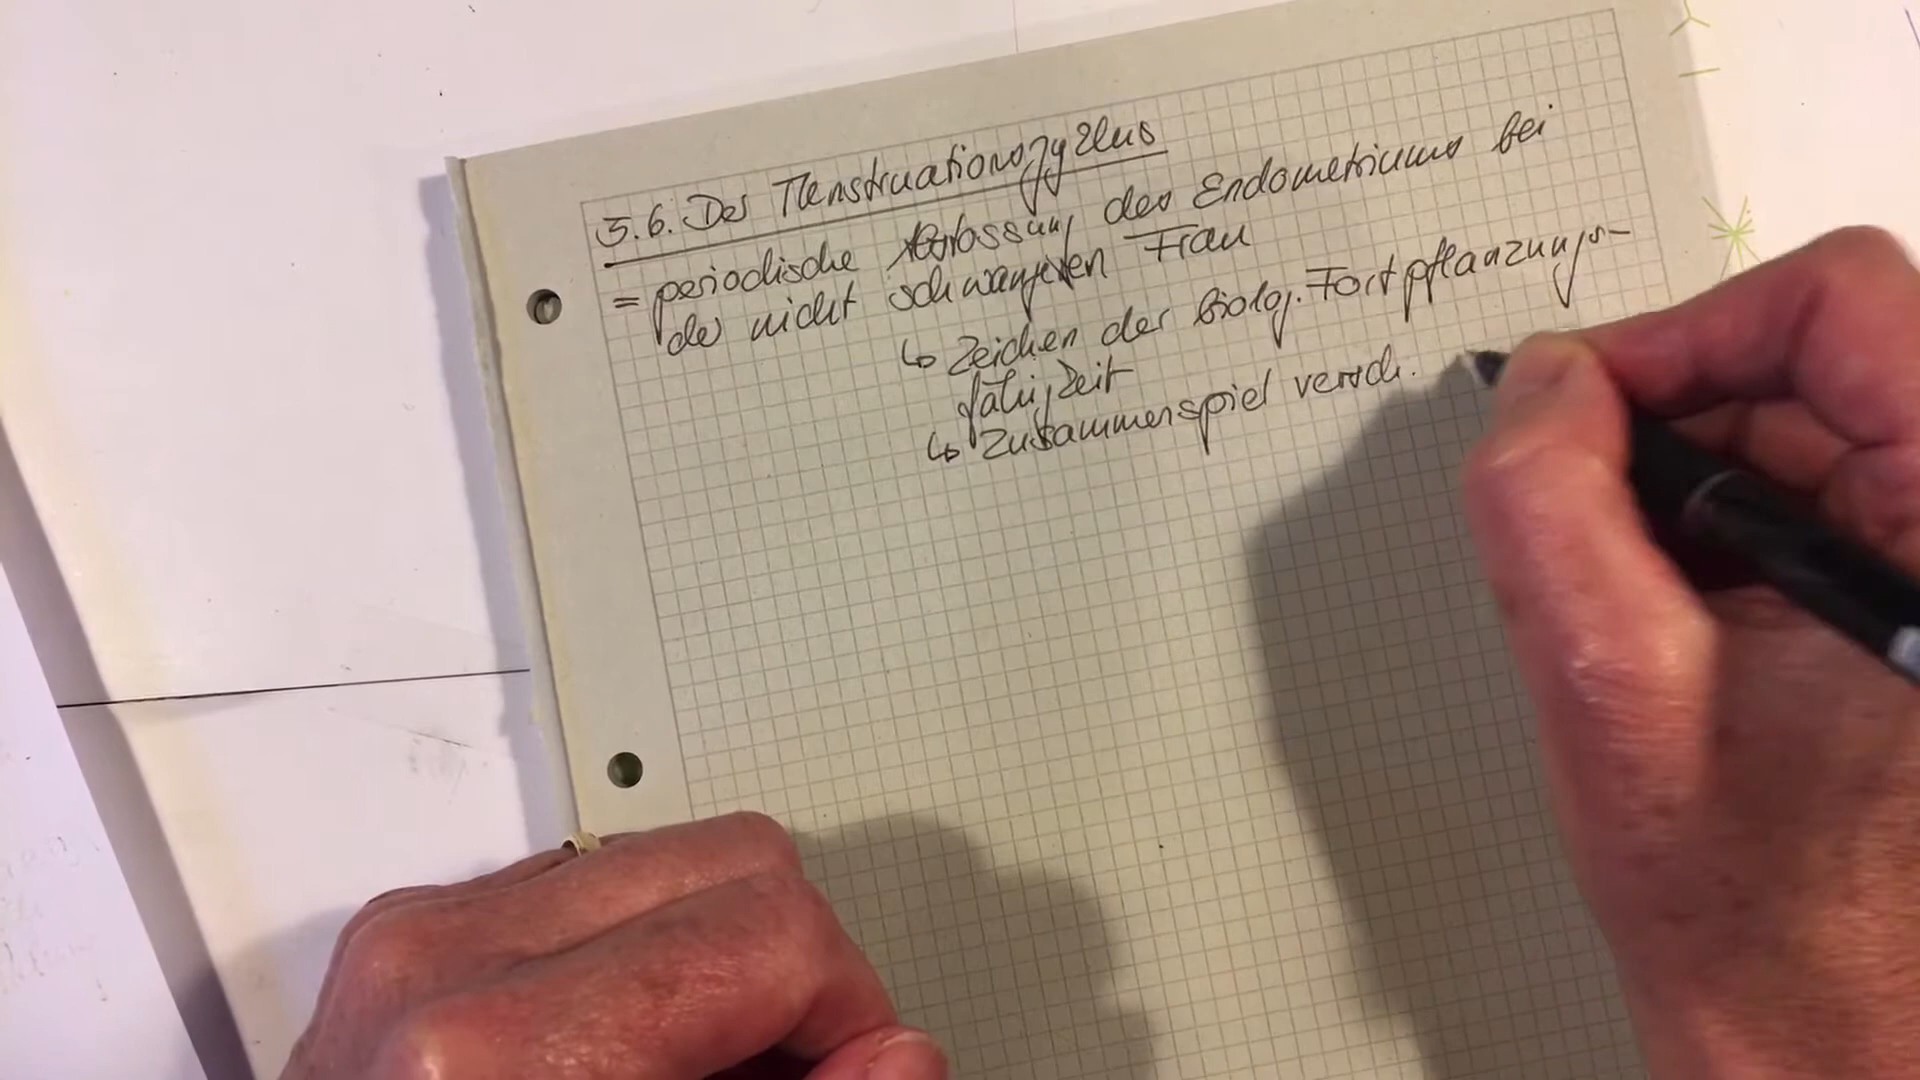 3.6. Der Menstruationszyklus
= periodische Abstossung des Endometriums bei
der nicht schwangeren Frau
↳ Zeichen der biolog. Fortpflanzungs-
fähigkeit
↳ Zusammenspiel versch.